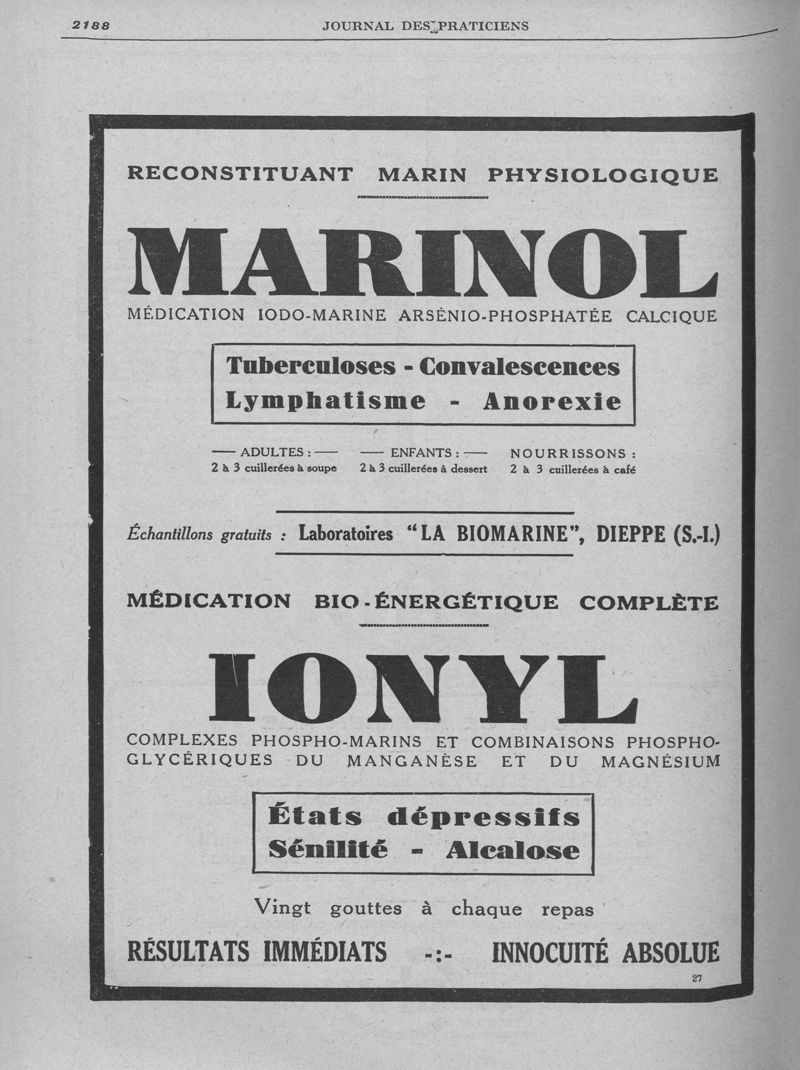 2188
JOURNAL DES PRATICIENS
RECONSTITUANT MARIN PHYSIOLOGIQUE
MARINOL
MÉDICATION IODO-MARINE ARSÉNIO-PHOSPHATÉE CALCIQUE
Tuberculoses - Convalescences
Lymphatisme - Anorexie
— ADULTES : — — ENFANTS : — NOURRISSONS :
2 à 3 cuillerées à soupe 2 à 3 cuillerées à dessert 2 à 3 cuillerées à café
Échantillons gratuits : Laboratoires "LA BIOMARINE", DIEPPE (S.-I.)
MÉDICATION BIO-ÉNERGÉTIQUE COMPLÈTE
IONYL
COMPLEXES PHOSPHO-MARINS ET COMBINAISONS PHOSPHO-
GLYCÉRIQUES DU MANGANÈSE ET DU MAGNÉSIUM
États dépressifs
Sénilité - Alcalose
Vingt gouttes à chaque repas
RÉSULTATS IMMÉDIATS -:- INNOCUITÉ ABSOLUE
27